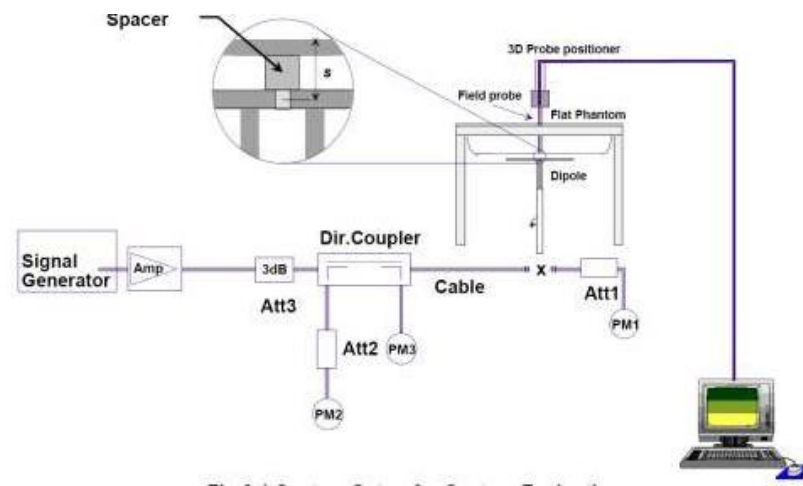 Spacer
s
3D Probe positioner
Field probe
Flat Phantom
Dipole
Dir.Coupler
Signal
Generator
Amp
3dB
Cable
x
Att3
Att1
Att2
PM1
PM3
PM2